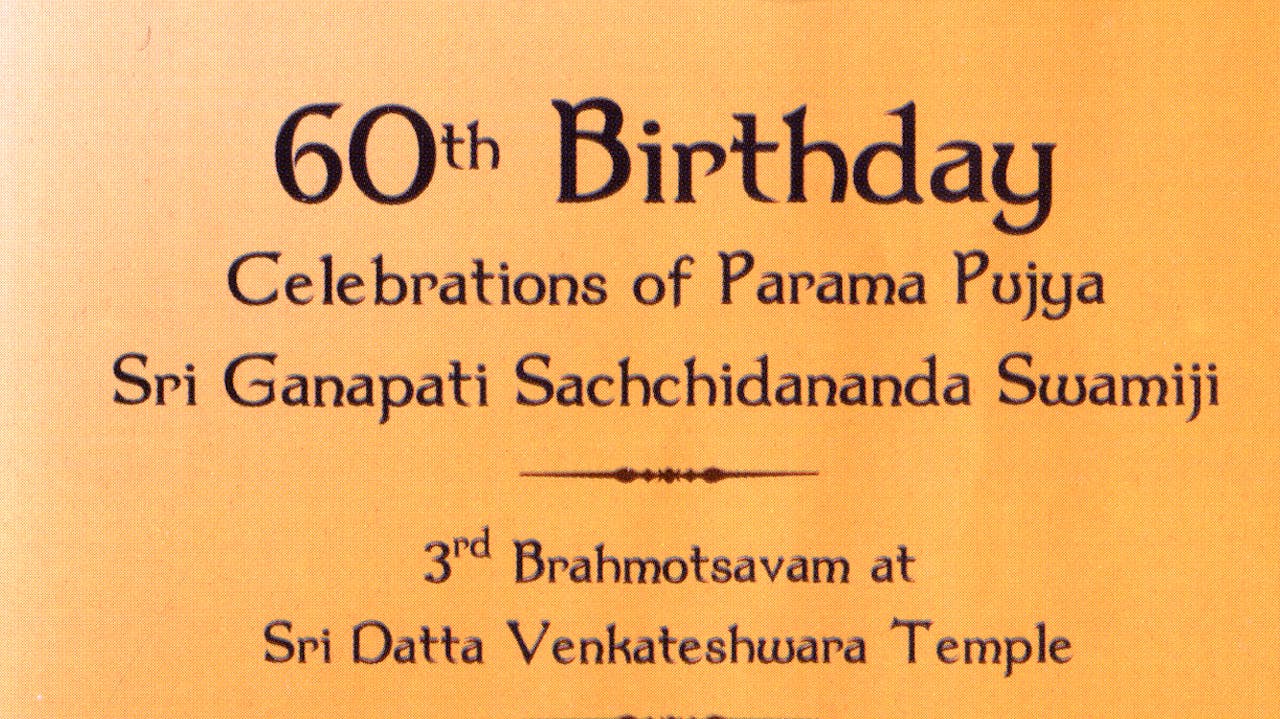 60th Birthday
Celebrations of Parama Pujya
Sri Ganapati Sachchidananda Swamiji
3rd Brahmotsavam at
Sri Datta Venkateshwara Temple